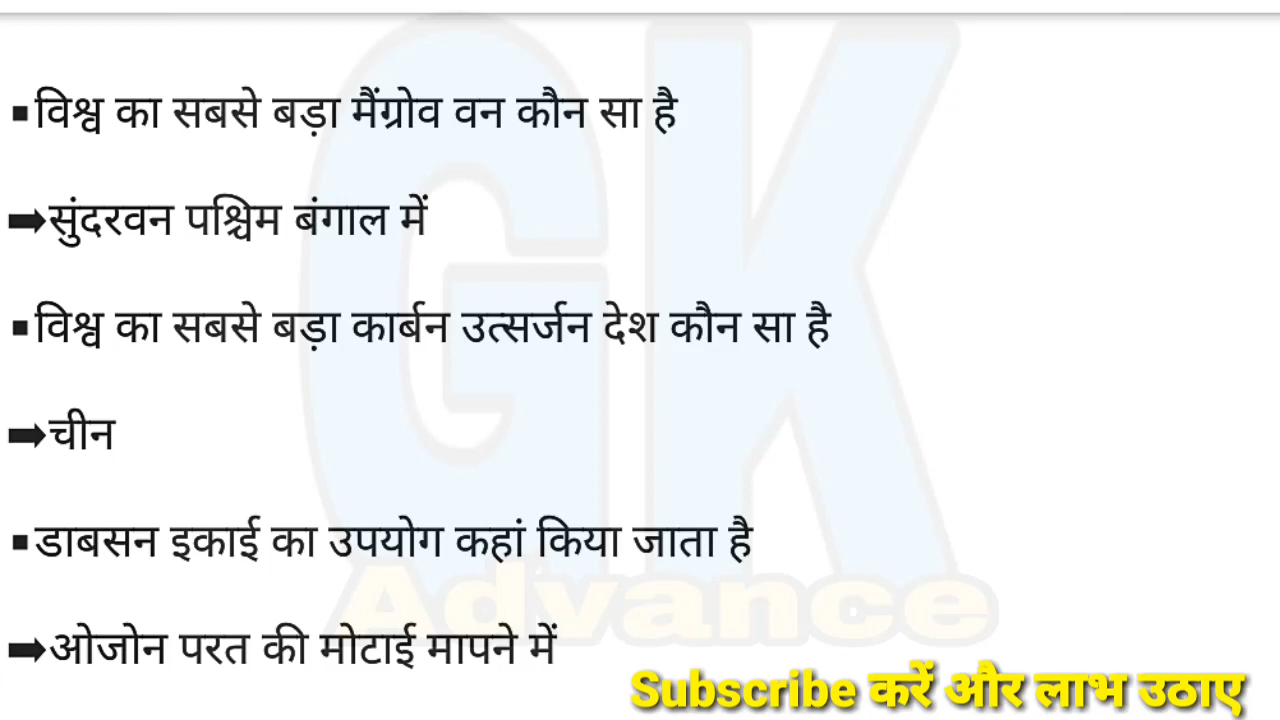 ▪विश्व का सबसे बड़ा मैंग्रोव वन कौन सा है
➡सुंदरवन पश्चिम बंगाल में
▪विश्व का सबसे बड़ा कार्बन उत्सर्जन देश कौन सा है
➡चीन
▪डाबसन इकाई का उपयोग कहां किया जाता है
➡ओजोन परत की मोटाई मापने में
GK
Advance
Subscribe करें और लाभ उठाए